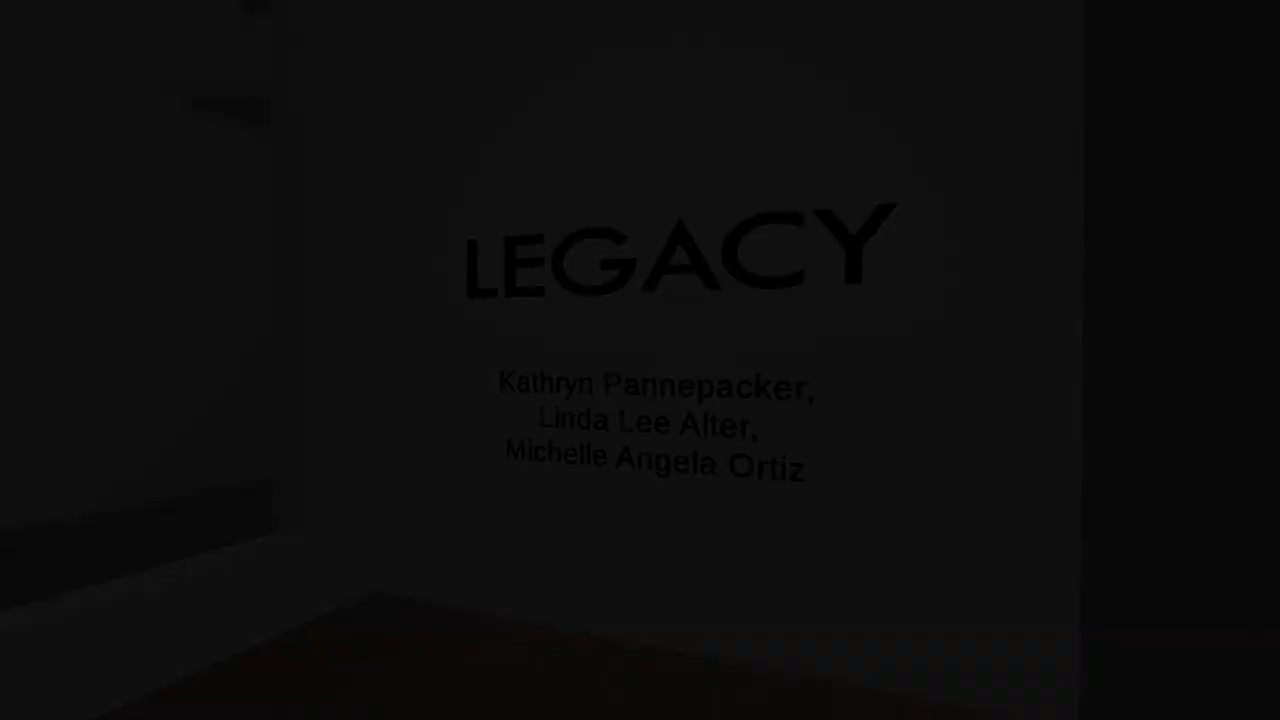 LEGACY
Kathryn Pannepacker,
Linda Lee Alter,
Michelle Angela Ortiz